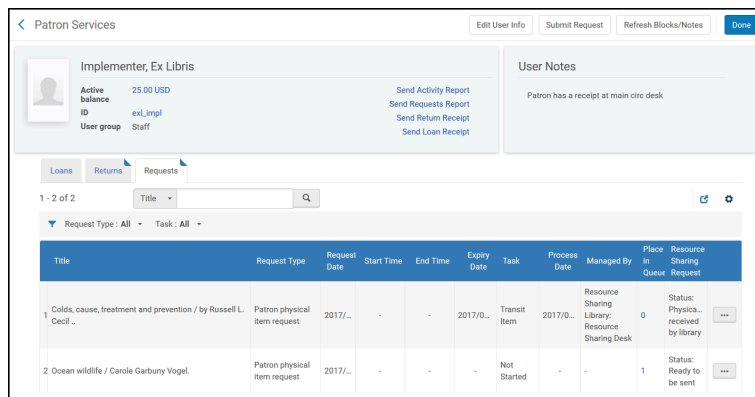 Patron Services
Edit User Info
Submit Request
Refresh Blocks/Notes
Done
Implementer, Ex Libris
Active balance 25.00 USD
ID exl_impl
User group Staff
Send Activity Report
Send Requests Report
Send Return Receipt
Send Loan Receipt
User Notes
Patron has a receipt at main circ desk
Loans Returns Requests
1 - 2 of 2 Title
Request Type : All Task : All
Title Request Type Request Date Start Time End Time Expiry Date Task Process Date Managed By Place in Queue Resource Sharing Request
1 Colds, cause, treatment and prevention / by Russell L. Cecil .. Patron physical item request 2017/... - - 2017/0... Transit Item 2017/0... Resource Sharing Library: Resource Sharing Desk 0 Status: Physica... received by library ...
2 Ocean wildlife / Carole Garbuny Vogel. Patron physical item request 2017/... - - - Not Started - - 1 Status: Ready to be sent ...